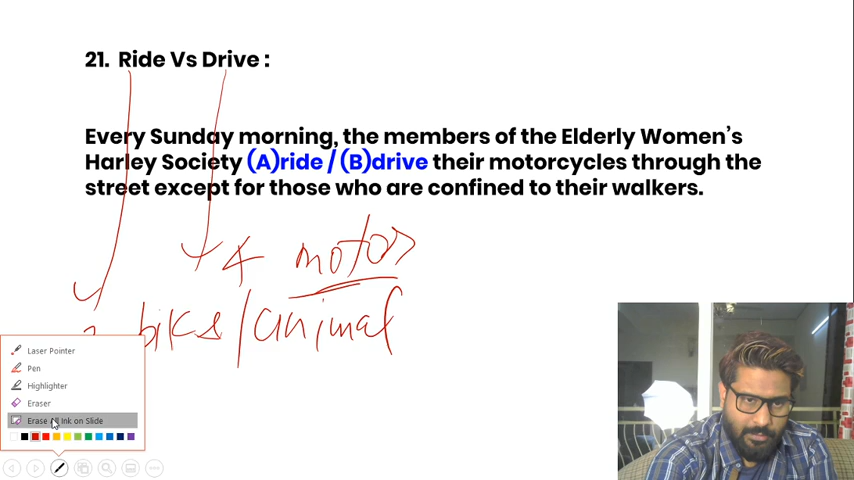 21. Ride Vs Drive :
Every Sunday morning, the members of the Elderly Women's
Harley Society (A)ride / (B)drive their motorcycles through the
street except for those who are confined to their walkers.
4 motor
bikes/animal
Laser Pointer
Pen
Highlighter
Eraser
Erase All Ink on Slide